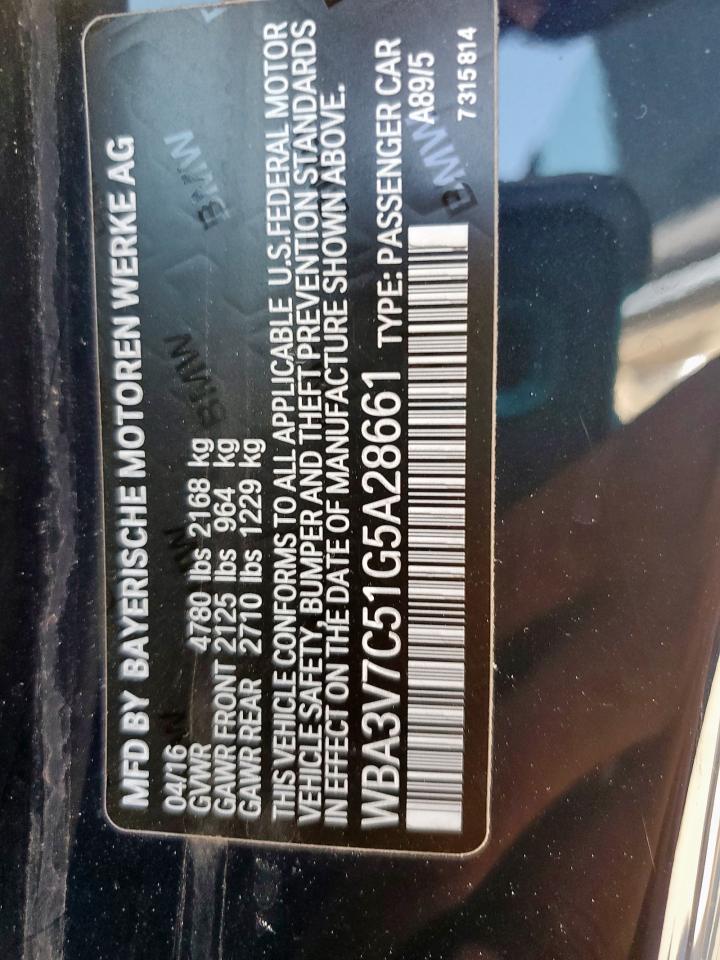 MFD BY BAYERISCHE MOTOREN WERKE AG
04/16
GVWR 4780 lbs 2168 kg
GAWR FRONT 2125 lbs 964 kg
GAWR REAR 2710 lbs 1229 kg
THIS VEHICLE CONFORMS TO ALL APPLICABLE U.S.FEDERAL MOTOR
VEHICLE SAFETY, BUMPER AND THEFT PREVENTION STANDARDS
IN EFFECT ON THE DATE OF MANUFACTURE SHOWN ABOVE.
WBA3V7C51G5A28661 TYPE: PASSENGER CAR
A89/5
7 315 814
BMW
BMW
BMW